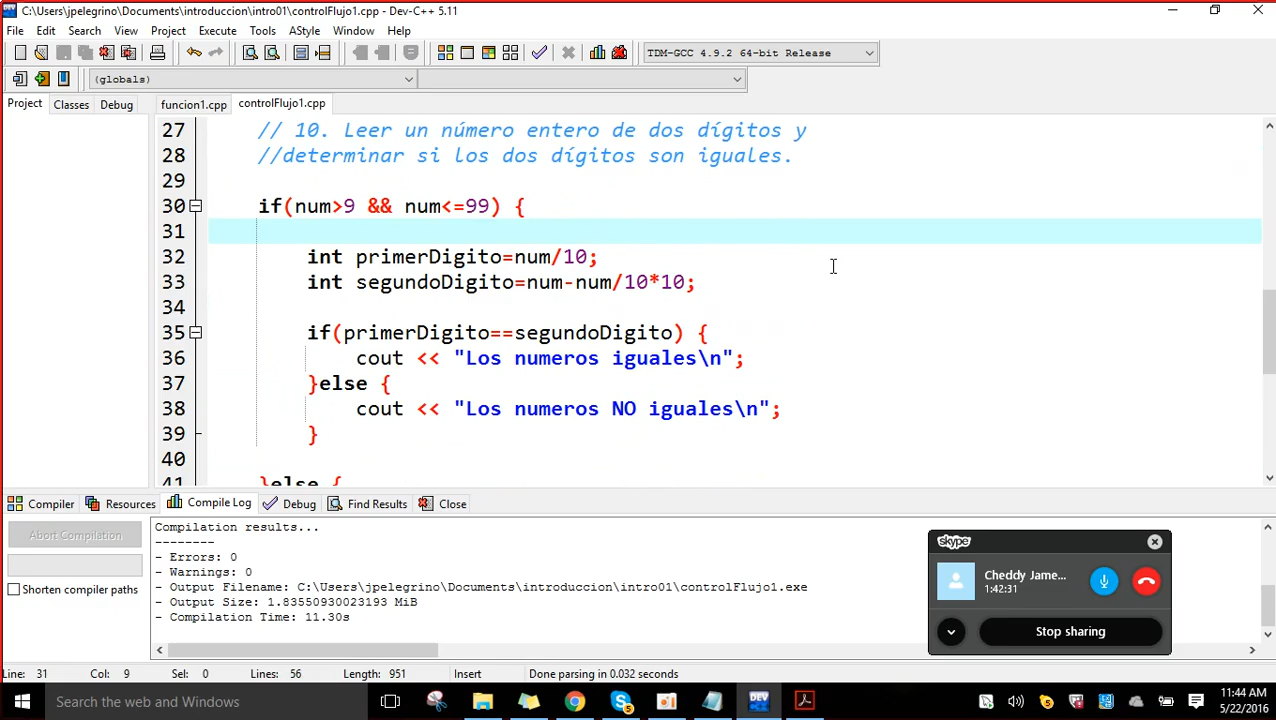 C:\Users\jpelegrino\Documents\introduccion\intro01\controlFlujo1.cpp - Dev-C++ 5.11
File Edit Search View Project Execute Tools AStyle Window Help
TDM-GCC 4.9.2 64-bit Release
(globals)
Project Classes Debug funcion1.cpp controlFlujo1.cpp
27 // 10. Leer un número entero de dos dígitos y
28 //determinar si los dos dígitos son iguales.
29
30 if(num>9 && num<=99) {
31
32 int primerDigito=num/10;
33 int segundoDigito=num-num/10*10;
34
35 if(primerDigito==segundoDigito) {
36 cout << "Los numeros iguales\n";
37 }else {
38 cout << "Los numeros NO iguales\n";
39 }
40
41 }else {
Compiler Resources Compile Log Debug Find Results Close
Abort Compilation
Shorten compiler paths
Compilation results...
--------
- Errors: 0
- Warnings: 0
- Output Filename: C:\Users\jpelegrino\Documents\introduccion\intro01\controlFlujo1.exe
- Output Size: 1.83550930023193 MiB
- Compilation Time: 11.30s
skype
Cheddy Jame...
1:42:31
Stop sharing
Line: 31 Col: 9 Sel: 0 Lines: 56 Length: 951 Insert Done parsing in 0.032 seconds
Search the web and Windows
DEV
11:44 AM
5/22/2016